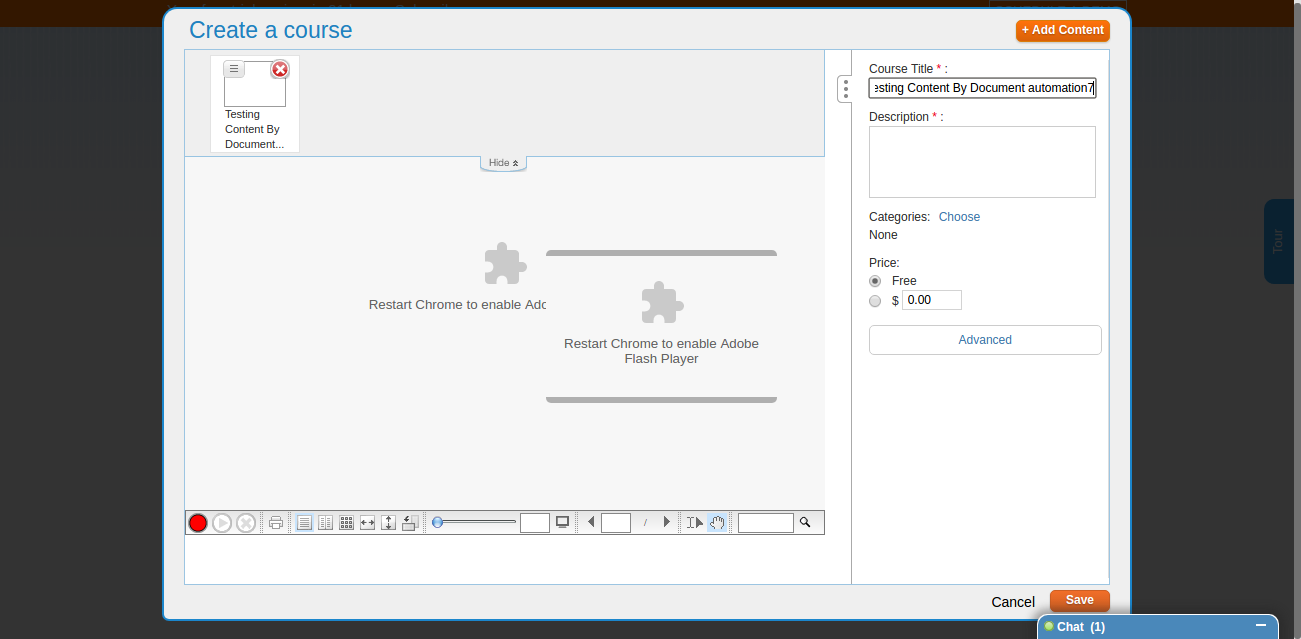 Create a course
+ Add Content
Testing
Content By
Document...
Hide
Restart Chrome to enable Ado
Restart Chrome to enable Adobe
Flash Player
/
Course Title * :
esting Content By Document automation7
Description * :
Categories: Choose
None
Price:
Free
$ 0.00
Advanced
Tour
Cancel
Save
Chat (1)